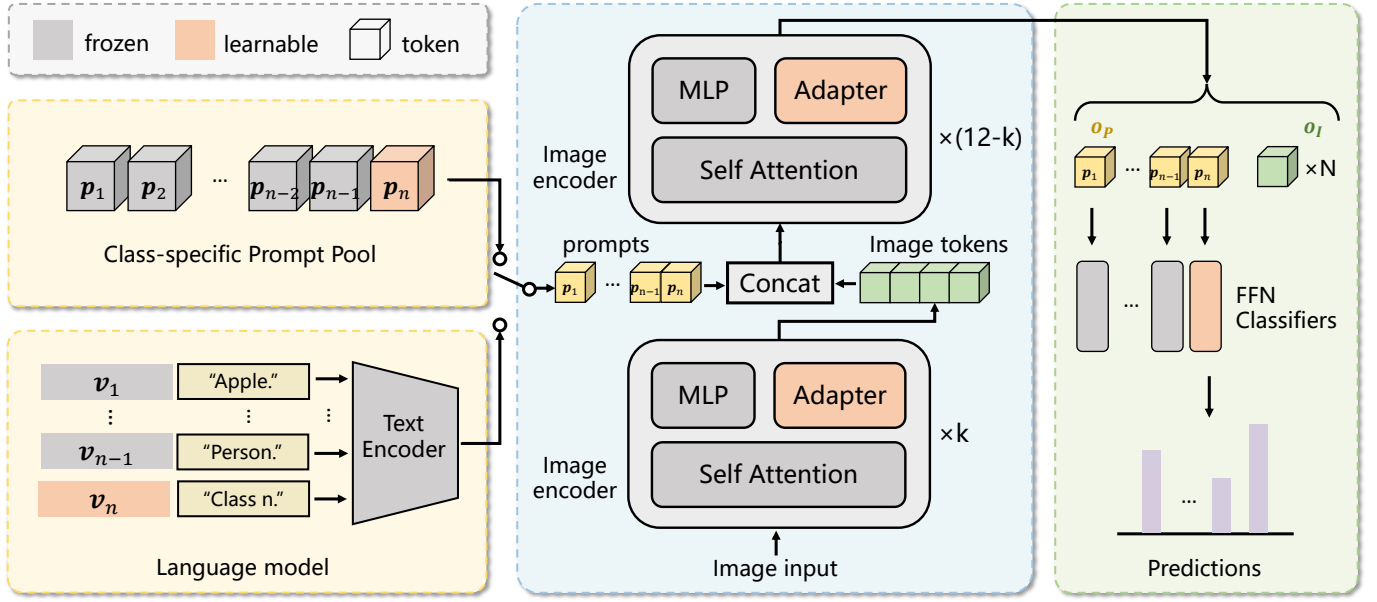 frozen
learnable
token
p1 p2 ... pn−2 pn−1 pn
Class-specific Prompt Pool
v1 “Apple.”
⋮ ⋮ ⋮
vn−1 “Person.”
vn “Class n.”
Text
Encoder
Language model
MLP Adapter
Self Attention
Image
encoder
×(12-k)
prompts
p1 ... pn−1 pn
Concat
Image tokens
MLP Adapter
Self Attention
Image
encoder
×k
Image input
oP oI
p1 ... pn−1 pn
×N
...
FFN
Classifiers
...
Predictions